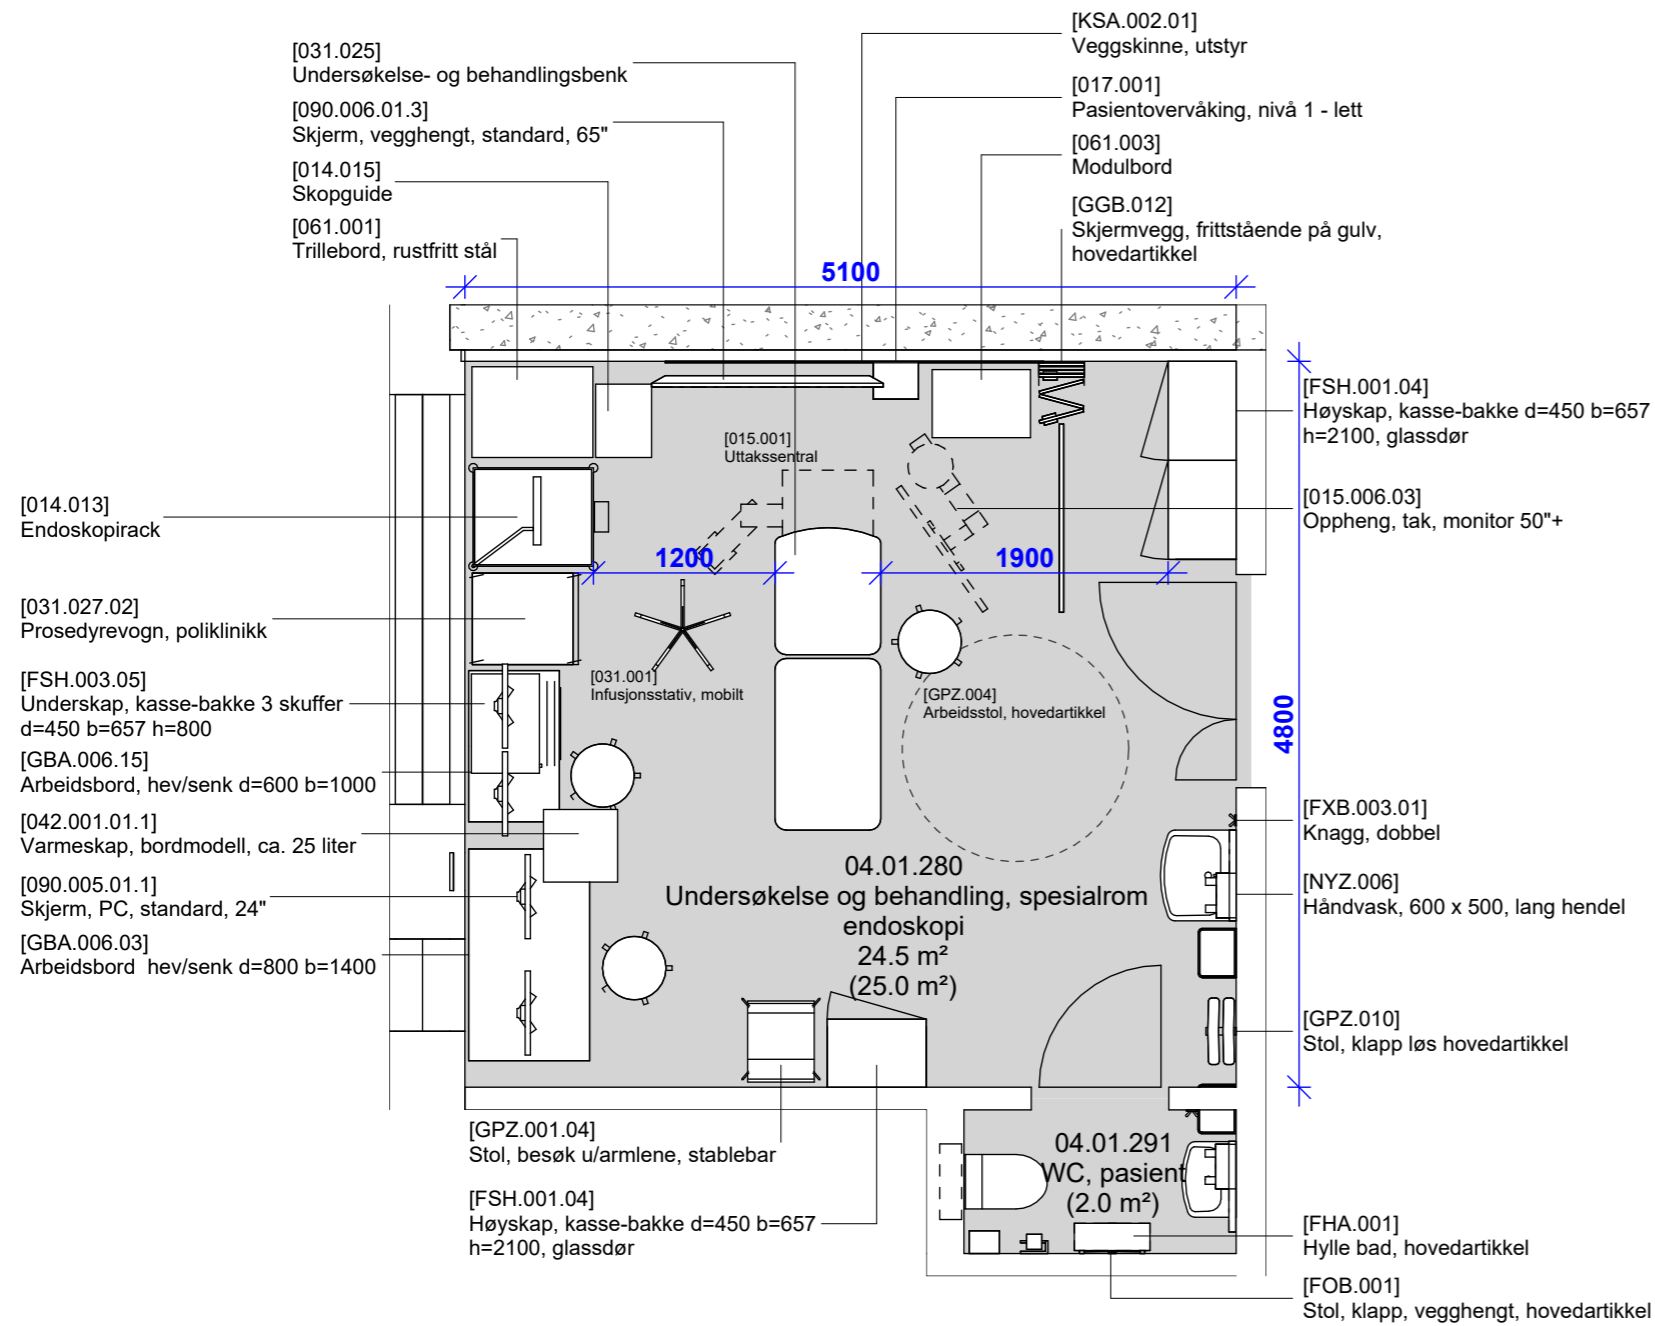 [031.025]
Undersøkelse- og behandlingsbenk
[090.006.01.3]
Skjerm, vegghengt, standard, 65"
[014.015]
Skopguide
[061.001]
Trillebord, rustfritt stål
[KSA.002.01]
Veggskinne, utstyr
[017.001]
Pasientovervåking, nivå 1 - lett
[061.003]
Modulbord
[GGB.012]
Skjermvegg, frittstående på gulv,
hovedartikkel
5100
[FSH.001.04]
Høyskap, kasse-bakke d=450 b=657
h=2100, glassdør
[015.001]
Uttakssentral
[014.013]
Endoskopirack
[015.006.03]
Oppheng, tak, monitor 50"+
1200
1900
[031.027.02]
Prosedyrevogn, poliklinikk
[FSH.003.05]
Underskap, kasse-bakke 3 skuffer
d=450 b=657 h=800
[031.001]
Infusjonsstativ, mobilt
[GPZ.004]
Arbeidsstol, hovedartikkel
4800
[GBA.006.15]
Arbeidsbord, hev/senk d=600 b=1000
[042.001.01.1]
Varmeskap, bordmodell, ca. 25 liter
[FXB.003.01]
Knagg, dobbel
[090.005.01.1]
Skjerm, PC, standard, 24"
04.01.280
Undersøkelse og behandling, spesialrom
endoskopi
24.5 m²
(25.0 m²)
[NYZ.006]
Håndvask, 600 x 500, lang hendel
[GBA.006.03]
Arbeidsbord  hev/senk d=800 b=1400
[GPZ.010]
Stol, klapp løs hovedartikkel
[GPZ.001.04]
Stol, besøk u/armlene, stablebar
04.01.291
WC, pasient
(2.0 m²)
[FSH.001.04]
Høyskap, kasse-bakke d=450 b=657
h=2100, glassdør
[FHA.001]
Hylle bad, hovedartikkel
[FOB.001]
Stol, klapp, vegghengt, hovedartikkel